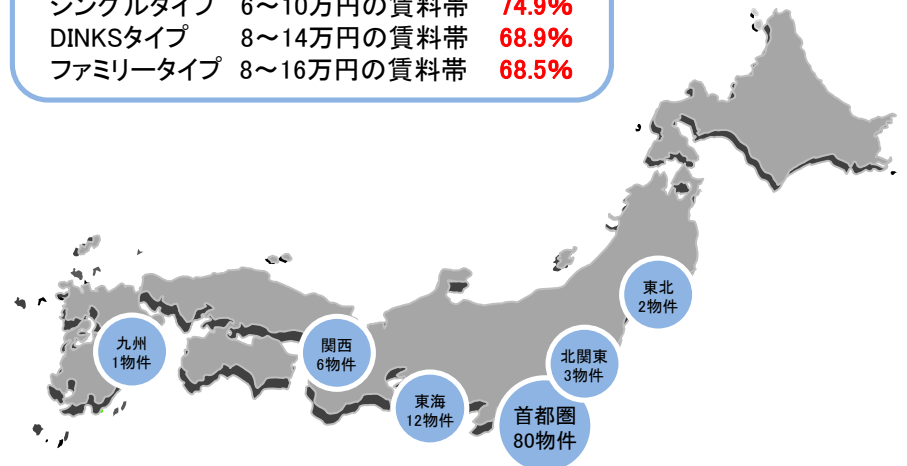 シングルタイプ 6～10万円の賃料帯 74.9%
DINKSタイプ 8～14万円の賃料帯 68.9%
ファミリータイプ 8～16万円の賃料帯 68.5%
東北
2物件
九州
1物件
関西
6物件
北関東
3物件
東海
12物件
首都圏
80物件